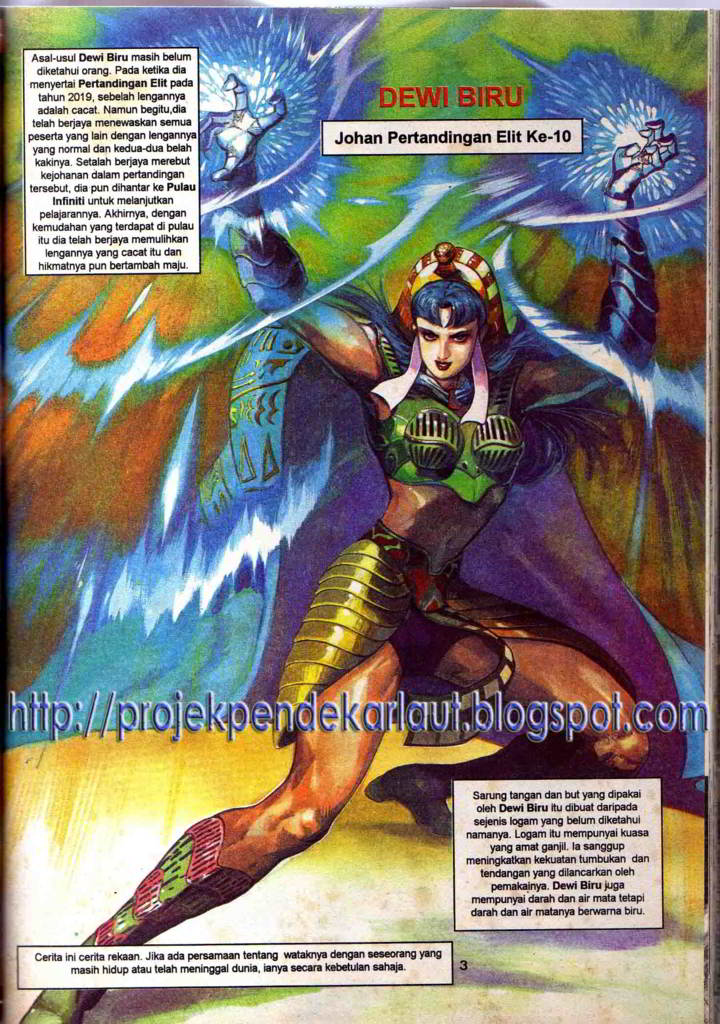 Asal-usul Dewi Biru masih belum
diketahui orang. Pada ketika dia
menyertai Pertandingan Elit pada
tahun 2019, sebelah lengannya
adalah cacat. Namun begitu,dia
telah berjaya menewaskan semua
peserta yang lain dengan lengannya
yang normal dan kedua-dua belah
kakinya. Setalah berjaya merebut
kejohanan dalam pertandingan
tersebut, dia pun dihantar ke Pulau
Infiniti untuk melanjutkan
pelajarannya. Akhirnya, dengan
kemudahan yang terdapat di pulau
itu dia telah berjaya memulihkan
lengannya yang cacat itu dan
hikmatnya pun bertambah maju.
DEWI BIRU
Johan Pertandingan Elit Ke-10
http://projekpendekarlaut.blogspot.com
Sarung tangan dan but yang dipakai
oleh Dewi Biru itu dibuat daripada
sejenis logam yang belum diketahui
namanya. Logam itu mempunyai kuasa
yang amat ganjil. Ia sanggup
meningkatkan kekuatan tumbukan dan
tendangan yang dilancarkan oleh
pemakainya. Dewi Biru juga
mempunyai darah dan air mata tetapi
darah dan air matanya berwarna biru.
Cerita ini cerita rekaan. Jika ada persamaan tentang wataknya dengan seseorang yang
masih hidup atau telah meninggal dunia, ianya secara kebetulan sahaja.
3